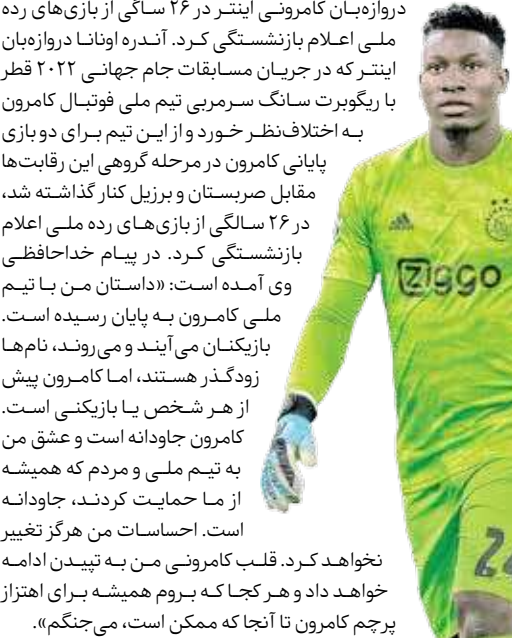 دروازه‌بان کامرونی اینتر در ۲۶ سالگی از بازی‌های رده
ملی اعلام بازنشستگی کرد. آندره اونانا دروازه‌بان
اینتر که در جریان مسابقات جام جهانی ۲۰۲۲ قطر
با ریگوبرت سانگ سرمربی تیم ملی فوتبال کامرون
به اختلاف‌نظر خورد و از این تیم برای دو بازی
پایانی کامرون در مرحله گروهی این رقابت‌ها
مقابل صربستان و برزیل کنار گذاشته شد،
در ۲۶ سالگی از بازی‌های رده ملی اعلام
بازنشستگی کرد. در پیام خداحافظی
وی آمده است: «داستان من با تیم
ملی کامرون به پایان رسیده است.
بازیکنان می‌آیند و می‌روند، نام‌ها
زودگذر هستند، اما کامرون پیش
از هر شخص یا بازیکنی است.
کامرون جاودانه است و عشق من
به تیم ملی و مردم که همیشه
از ما حمایت کردند، جاودانه
است. احساسات من هرگز تغییر
نخواهد کرد. قلب کامرونی من به تپیدن ادامه
خواهد داد و هر کجا که بروم همیشه برای اهتزاز
پرچم کامرون تا آنجا که ممکن است، می‌جنگم».
Ziggo